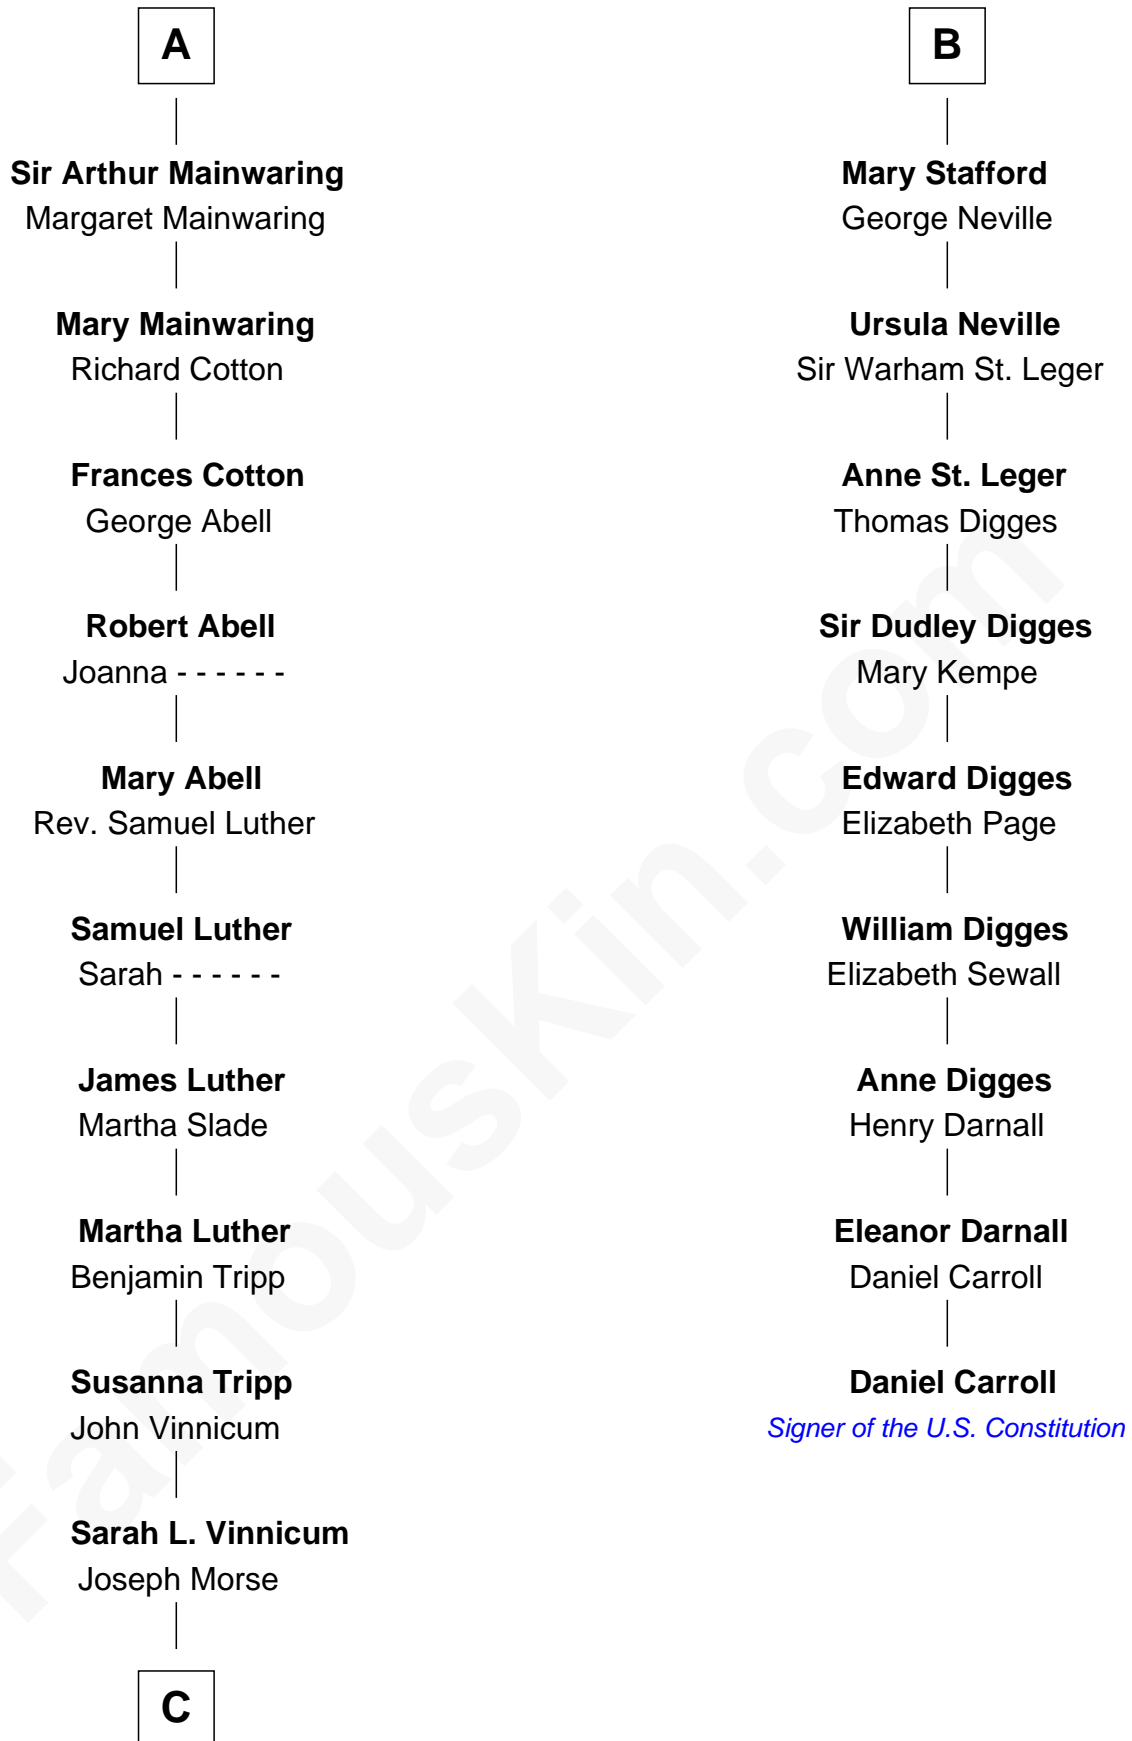 A
Sir Arthur Mainwaring
Margaret Mainwaring
Mary Mainwaring
Richard Cotton
Frances Cotton
George Abell
Robert Abell
Joanna - - - - - -
Mary Abell
Rev. Samuel Luther
Samuel Luther
Sarah - - - - - -
James Luther
Martha Slade
Martha Luther
Benjamin Tripp
Susanna Tripp
John Vinnicum
Sarah L. Vinnicum
Joseph Morse
C
B
Mary Stafford
George Neville
Ursula Neville
Sir Warham St. Leger
Anne St. Leger
Thomas Digges
Sir Dudley Digges
Mary Kempe
Edward Digges
Elizabeth Page
William Digges
Elizabeth Sewall
Anne Digges
Henry Darnall
Eleanor Darnall
Daniel Carroll
Daniel Carroll
Signer of the U.S. Constitution
FamousKin.com